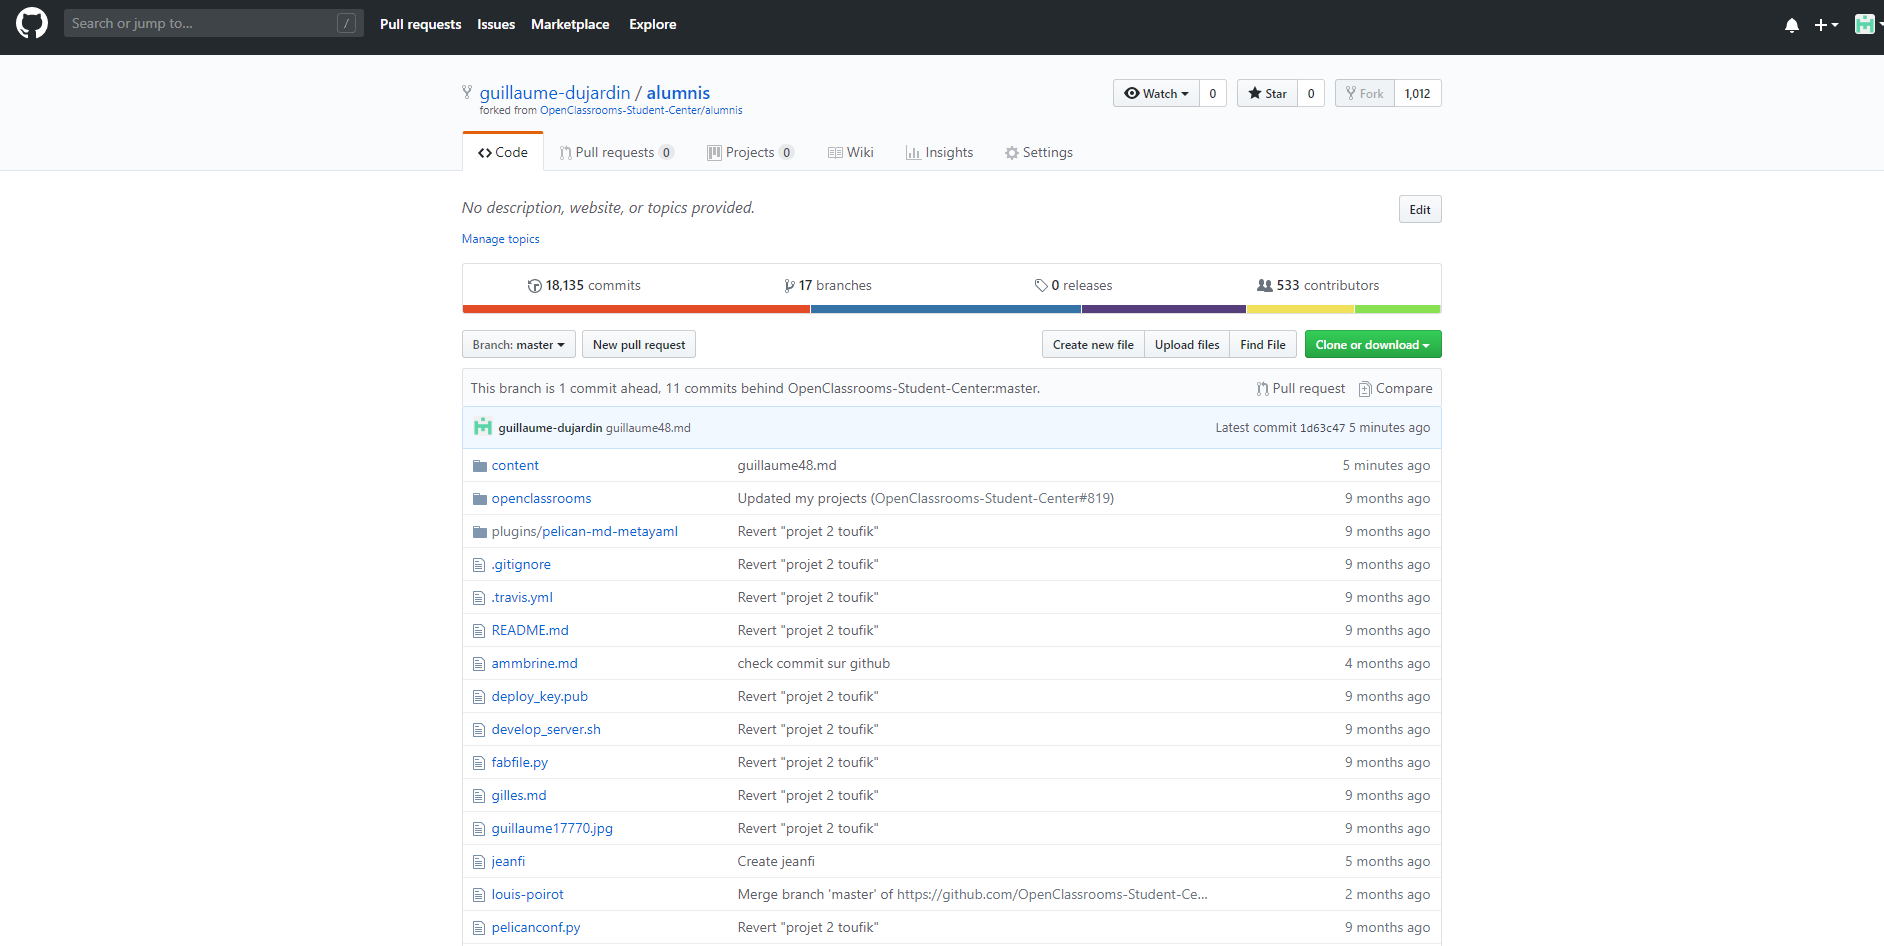 Search or jump to... / Pull requests Issues Marketplace Explore
guillaume-dujardin / alumnis Watch 0 Star 0 Fork 1,012
forked from OpenClassrooms-Student-Center/alumnis
Code Pull requests 0 Projects 0 Wiki Insights Settings
No description, website, or topics provided. Edit
Manage topics
18,135 commits 17 branches 0 releases 533 contributors
Branch: master New pull request Create new file Upload files Find File Clone or download
This branch is 1 commit ahead, 11 commits behind OpenClassrooms-Student-Center:master. Pull request Compare
guillaume-dujardin guillaume48.md Latest commit 1d63c47 5 minutes ago
content guillaume48.md 5 minutes ago
openclassrooms Updated my projects (OpenClassrooms-Student-Center#819) 9 months ago
plugins/pelican-md-metayaml Revert "projet 2 toufik" 9 months ago
.gitignore Revert "projet 2 toufik" 9 months ago
.travis.yml Revert "projet 2 toufik" 9 months ago
README.md Revert "projet 2 toufik" 9 months ago
ammbrine.md check commit sur github 4 months ago
deploy_key.pub Revert "projet 2 toufik" 9 months ago
develop_server.sh Revert "projet 2 toufik" 9 months ago
fabfile.py Revert "projet 2 toufik" 9 months ago
gilles.md Revert "projet 2 toufik" 9 months ago
guillaume17770.jpg Revert "projet 2 toufik" 9 months ago
jeanfi Create jeanfi 5 months ago
louis-poirot Merge branch 'master' of https://github.com/OpenClassrooms-Student-Ce... 2 months ago
pelicanconf.py Revert "projet 2 toufik" 9 months ago